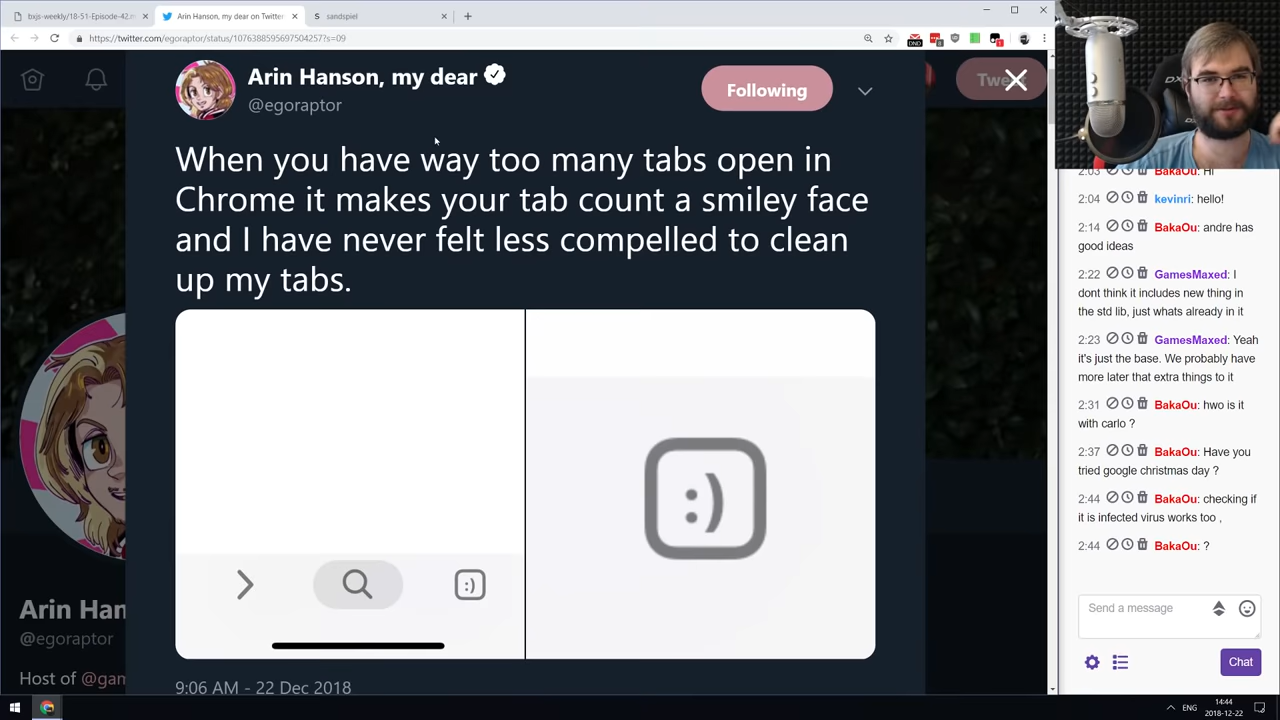 bxjs-weekly/18-51-Episode-42.m
Arin Hanson, my dear on Twitter
sandspiel
https://twitter.com/egoraptor/status/1076388595697504257?s=09
Arin Hanson, my dear
@egoraptor
Following
Twe
When you have way too many tabs open in
Chrome it makes your tab count a smiley face
and I have never felt less compelled to clean
up my tabs.
:)
:)
9:06 AM - 22 Dec 2018
Arin Han
@egoraptor
Host of @gam
DX
2:03 BakaOu: Hi
2:04 kevinri: hello!
2:14 BakaOu: andre has
good ideas
2:22 GamesMaxed: I
dont think it includes new thing in
the std lib, just whats already in it
2:23 GamesMaxed: Yeah
it's just the base. We probably have
more later that extra things to it
2:31 BakaOu: hwo is it
with carlo ?
2:37 BakaOu: Have you
tried google christmas day ?
2:44 BakaOu: checking if
it is infected virus works too ,
2:44 BakaOu: ?
Send a message
Chat
ENG
14:44
2018-12-22